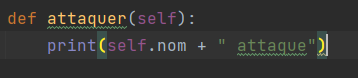 def attaquer(self):
    print(self.nom + " attaque")